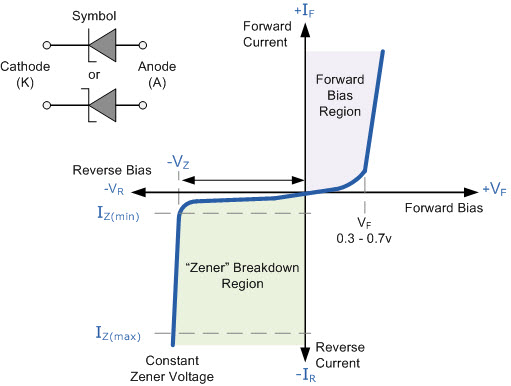 Symbol
Cathode
(K)
or
Anode
(A)
+IF
Forward
Current
Forward
Bias
Region
Reverse Bias
-VZ
-VR
+VF
Forward Bias
VF
0.3 - 0.7v
IZ(min)
“Zener” Breakdown
Region
IZ(max)
Constant
Zener Voltage
Reverse
Current
-IR